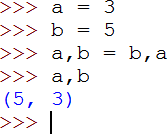 >>> a = 3
>>> b = 5
>>> a,b = b,a
>>> a,b
(5, 3)
>>>